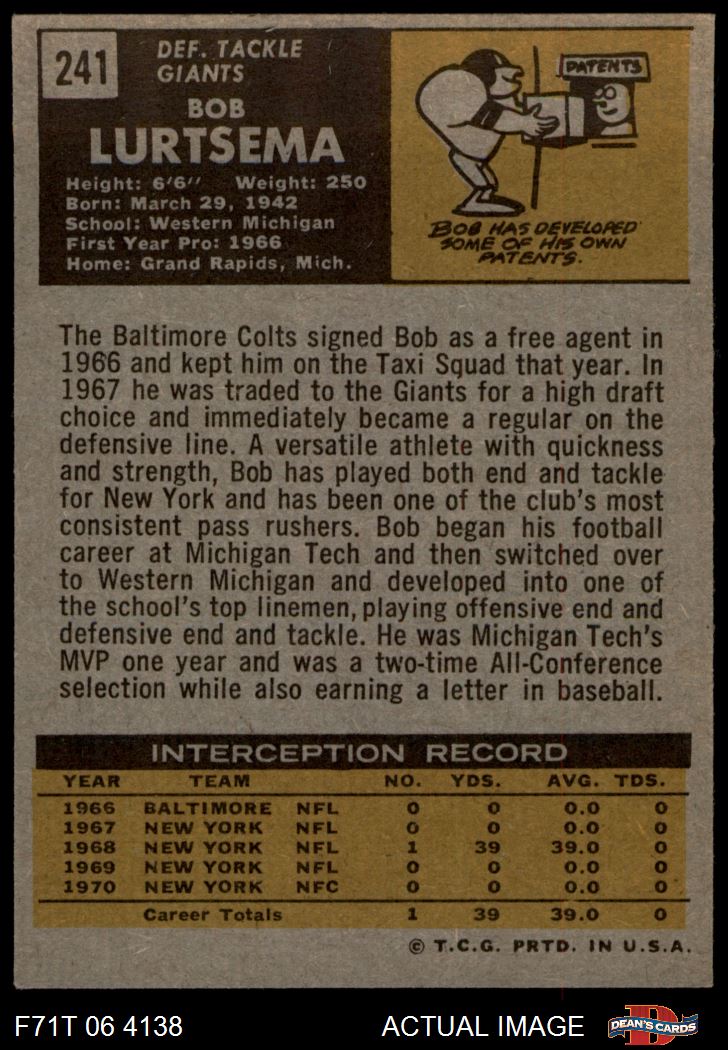 241
DEF. TACKLE
GIANTS
BOB
LURTSEMA
Height: 6'6" Weight: 250
Born: March 29, 1942
School: Western Michigan
First Year Pro: 1966
Home: Grand Rapids, Mich.
PATENTS
BOB HAS DEVELOPED
SOME OF HIS OWN
PATENTS.
The Baltimore Colts signed Bob as a free agent in
1966 and kept him on the Taxi Squad that year. In
1967 he was traded to the Giants for a high draft
choice and immediately became a regular on the
defensive line. A versatile athlete with quickness
and strength, Bob has played both end and tackle
for New York and has been one of the club's most
consistent pass rushers. Bob began his football
career at Michigan Tech and then switched over
to Western Michigan and developed into one of
the school's top linemen, playing offensive end and
defensive end and tackle. He was Michigan Tech's
MVP one year and was a two-time All-Conference
selection while also earning a letter in baseball.
INTERCEPTION RECORD
YEAR TEAM NO. YDS. AVG. TDS.
1966 BALTIMORE NFL 0 0 0.0 0
1967 NEW YORK NFL 0 0 0.0 0
1968 NEW YORK NFL 1 39 39.0 0
1969 NEW YORK NFL 0 0 0.0 0
1970 NEW YORK NFC 0 0 0.0 0
Career Totals 1 39 39.0 0
© T.C.G. PRTD. IN U.S.A.
F71T 06 4138
ACTUAL IMAGE
D
DEAN'S CARDS